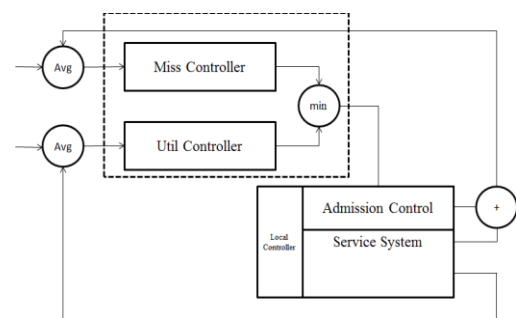 Avg
Miss Controller
min
Avg
Util Controller
Admission Control
+
Local
Controller
Service System